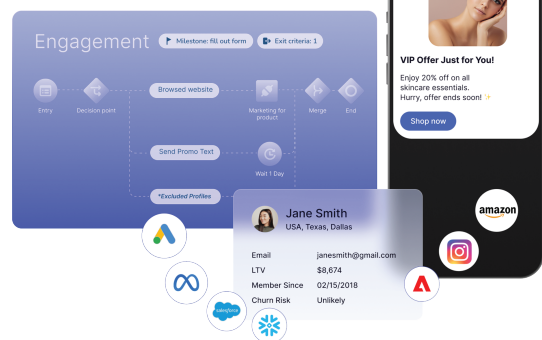 Engagement
Milestone: fill out form
Exit criteria: 1
Browsed website
Entry
Decision point
Marketing for
product
Merge
End
Send Promo Text
Wait 1 Day
*Excluded Profiles
VIP Offer Just for You!
Enjoy 20% off on all
skincare essentials.
Hurry, offer ends soon! ✨
Shop now
Jane Smith
USA, Texas, Dallas
Email janesmith@gmail.com
LTV $8,674
Member Since 02/15/2018
Churn Risk Unlikely
amazon
salesforce